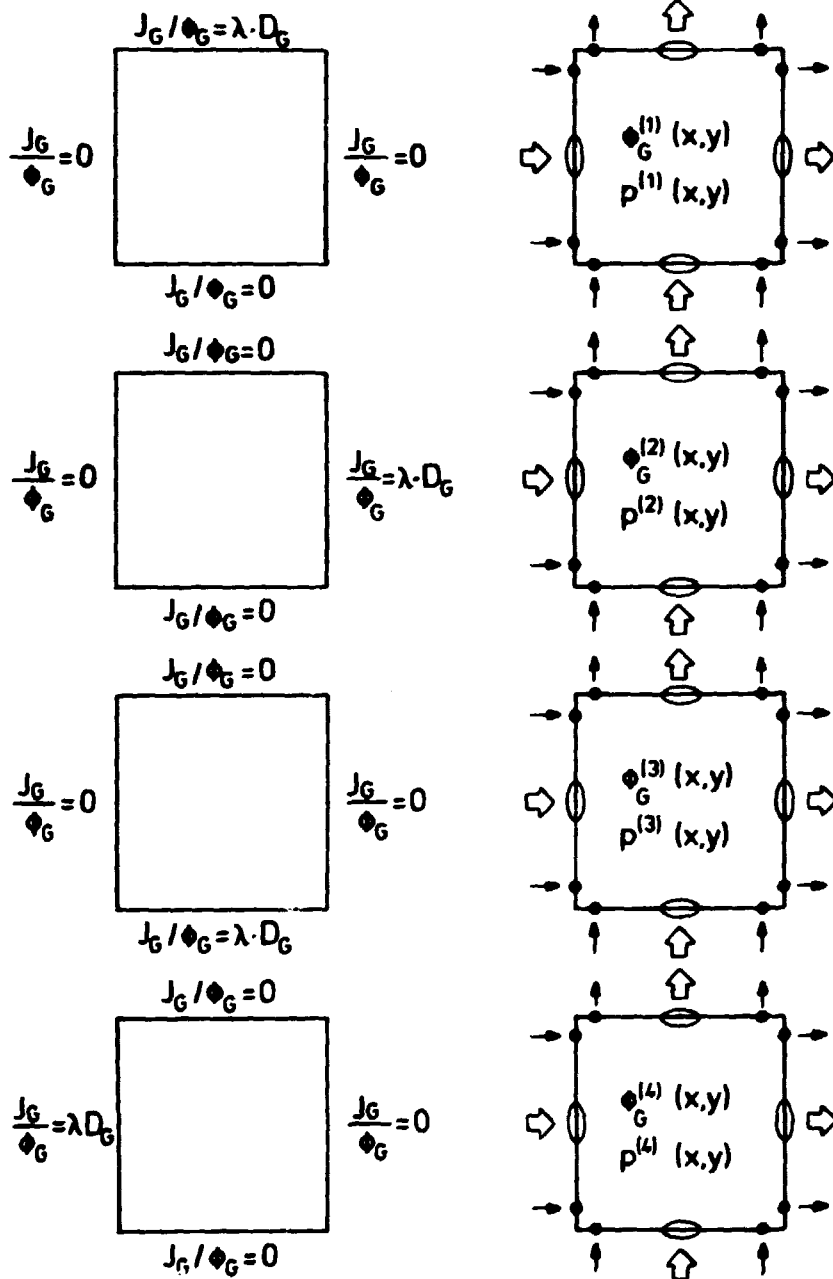 J_G / Φ_G = λ · D_G
J_G / Φ_G = 0
J_G / Φ_G = 0
J_G / Φ_G = 0
Φ_G^(1) (x,y)
p^(1) (x,y)
J_G / Φ_G = 0
J_G / Φ_G = 0
J_G / Φ_G = λ · D_G
J_G / Φ_G = 0
Φ_G^(2) (x,y)
p^(2) (x,y)
J_G / Φ_G = 0
J_G / Φ_G = 0
J_G / Φ_G = 0
J_G / Φ_G = λ · D_G
Φ_G^(3) (x,y)
p^(3) (x,y)
J_G / Φ_G = 0
J_G / Φ_G = λ D_G
J_G / Φ_G = 0
J_G / Φ_G = 0
Φ_G^(4) (x,y)
p^(4) (x,y)